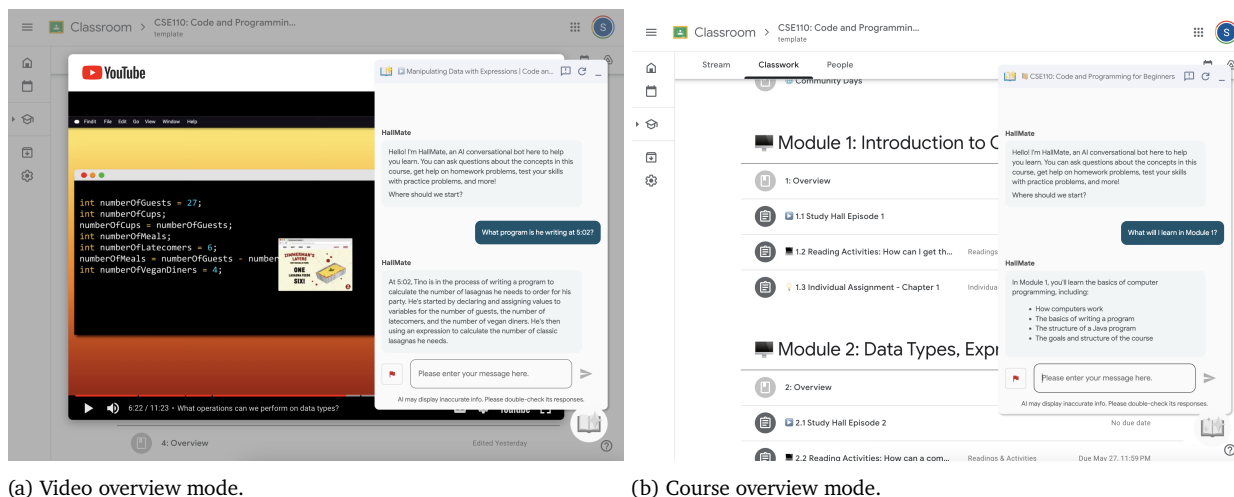 Classroom > CSE110: Code and Programmin...
template
S
YouTube
Manipulating Data with Expressions | Code an...
Findit File Edit Go View Window Help
int numberOfGuests = 27;
int numberOfCups;
numberOfCups = numberOfGuests;
int numberOfMeals;
int numberOfLatecomers = 6;
numberOfMeals = numberOfGuests - number
int numberOfVeganDiners = 4;
ZIMMERMAN'S
LAYERS
ONE
LASAGNA FEEDS
SIX!
HallMate
Hello! I'm HallMate, an AI conversational bot here to help
you learn. You can ask questions about the concepts in this
course, get help on homework problems, test your skills
with practice problems, and more!
Where should we start?
What program is he writing at 5:02?
HallMate
At 5:02, Tino is in the process of writing a program to
calculate the number of lasagnas he needs to order for his
party. He's started by declaring and assigning values to
variables for the number of guests, the number of
latecomers, and the number of vegan diners. He's then
using an expression to calculate the number of classic
lasagnas he needs.
Please enter your message here.
AI may display inaccurate info. Please double-check its responses.
6:22 / 11:23 • What operations can we perform on data types?
YouTube
4: Overview
Edited Yesterday
(a) Video overview mode.
Classroom > CSE110: Code and Programmin...
template
S
Stream Classwork People
Community Days
CSE110: Code and Programming for Beginners
Module 1: Introduction to C
1: Overview
1.1 Study Hall Episode 1
1.2 Reading Activities: How can I get th... Readings
1.3 Individual Assignment - Chapter 1 Individua
Module 2: Data Types, Expr
2: Overview
2.1 Study Hall Episode 2 No due date
2.2 Reading Activities: How can a com... Readings & Activities Due May 27, 11:59 PM
HallMate
Hello! I'm HallMate, an AI conversational bot here to help
you learn. You can ask questions about the concepts in this
course, get help on homework problems, test your skills
with practice problems, and more!
Where should we start?
What will I learn in Module 1?
HallMate
In Module 1, you'll learn the basics of computer
programming, including:
• How computers work
• The basics of writing a program
• The structure of a Java program
• The goals and structure of the course
Please enter your message here.
AI may display inaccurate info. Please double-check its responses.
(b) Course overview mode.